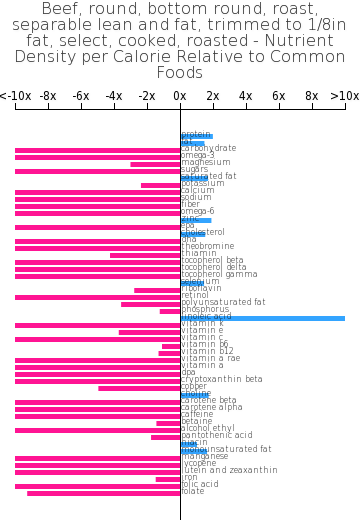 Beef, round, bottom round, roast,
separable lean and fat, trimmed to 1/8in
fat, select, cooked, roasted - Nutrient
Density per Calorie Relative to Common
Foods
<-10x -8x -6x -4x -2x 0x 2x 4x 6x 8x >10x
protein
fat
carbohydrate
omega-3
magnesium
sugars
saturated fat
potassium
calcium
sodium
fiber
omega-6
zinc
epa
cholesterol
dha
theobromine
thiamin
tocopherol beta
tocopherol delta
tocopherol gamma
selenium
riboflavin
retinol
polyunsaturated fat
phosphorus
linoleic acid
vitamin k
vitamin e
vitamin c
vitamin b6
vitamin b12
vitamin a rae
vitamin a
dpa
cryptoxanthin beta
copper
choline
carotene beta
carotene alpha
caffeine
betaine
alcohol ethyl
pantothenic acid
niacin
monounsaturated fat
manganese
lycopene
lutein and zeaxanthin
iron
folic acid
folate